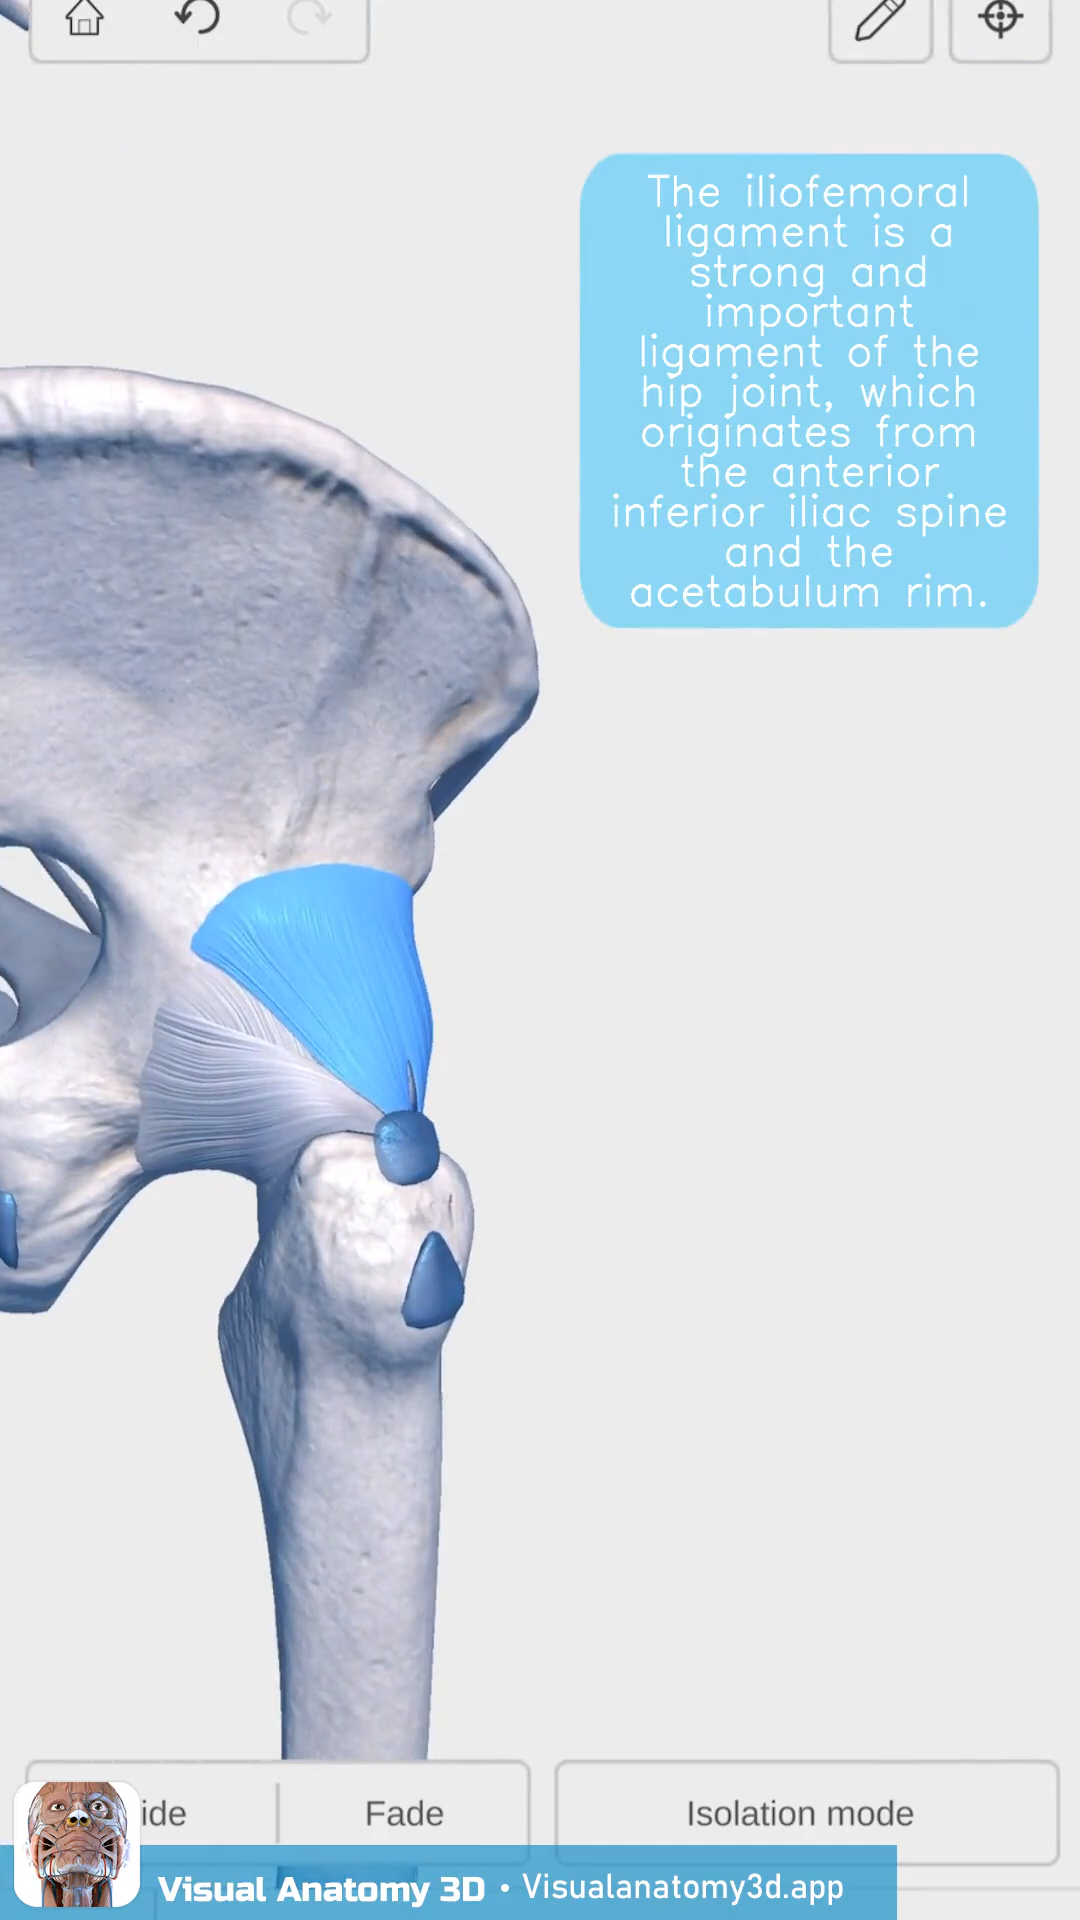 The iliofemoral
ligament is a
strong and
important
ligament of the
hip joint, which
originates from
the anterior
inferior iliac spine
and the
acetabulum rim.
ide
Fade
Isolation mode
Visual Anatomy 3D • Visualanatomy3d.app